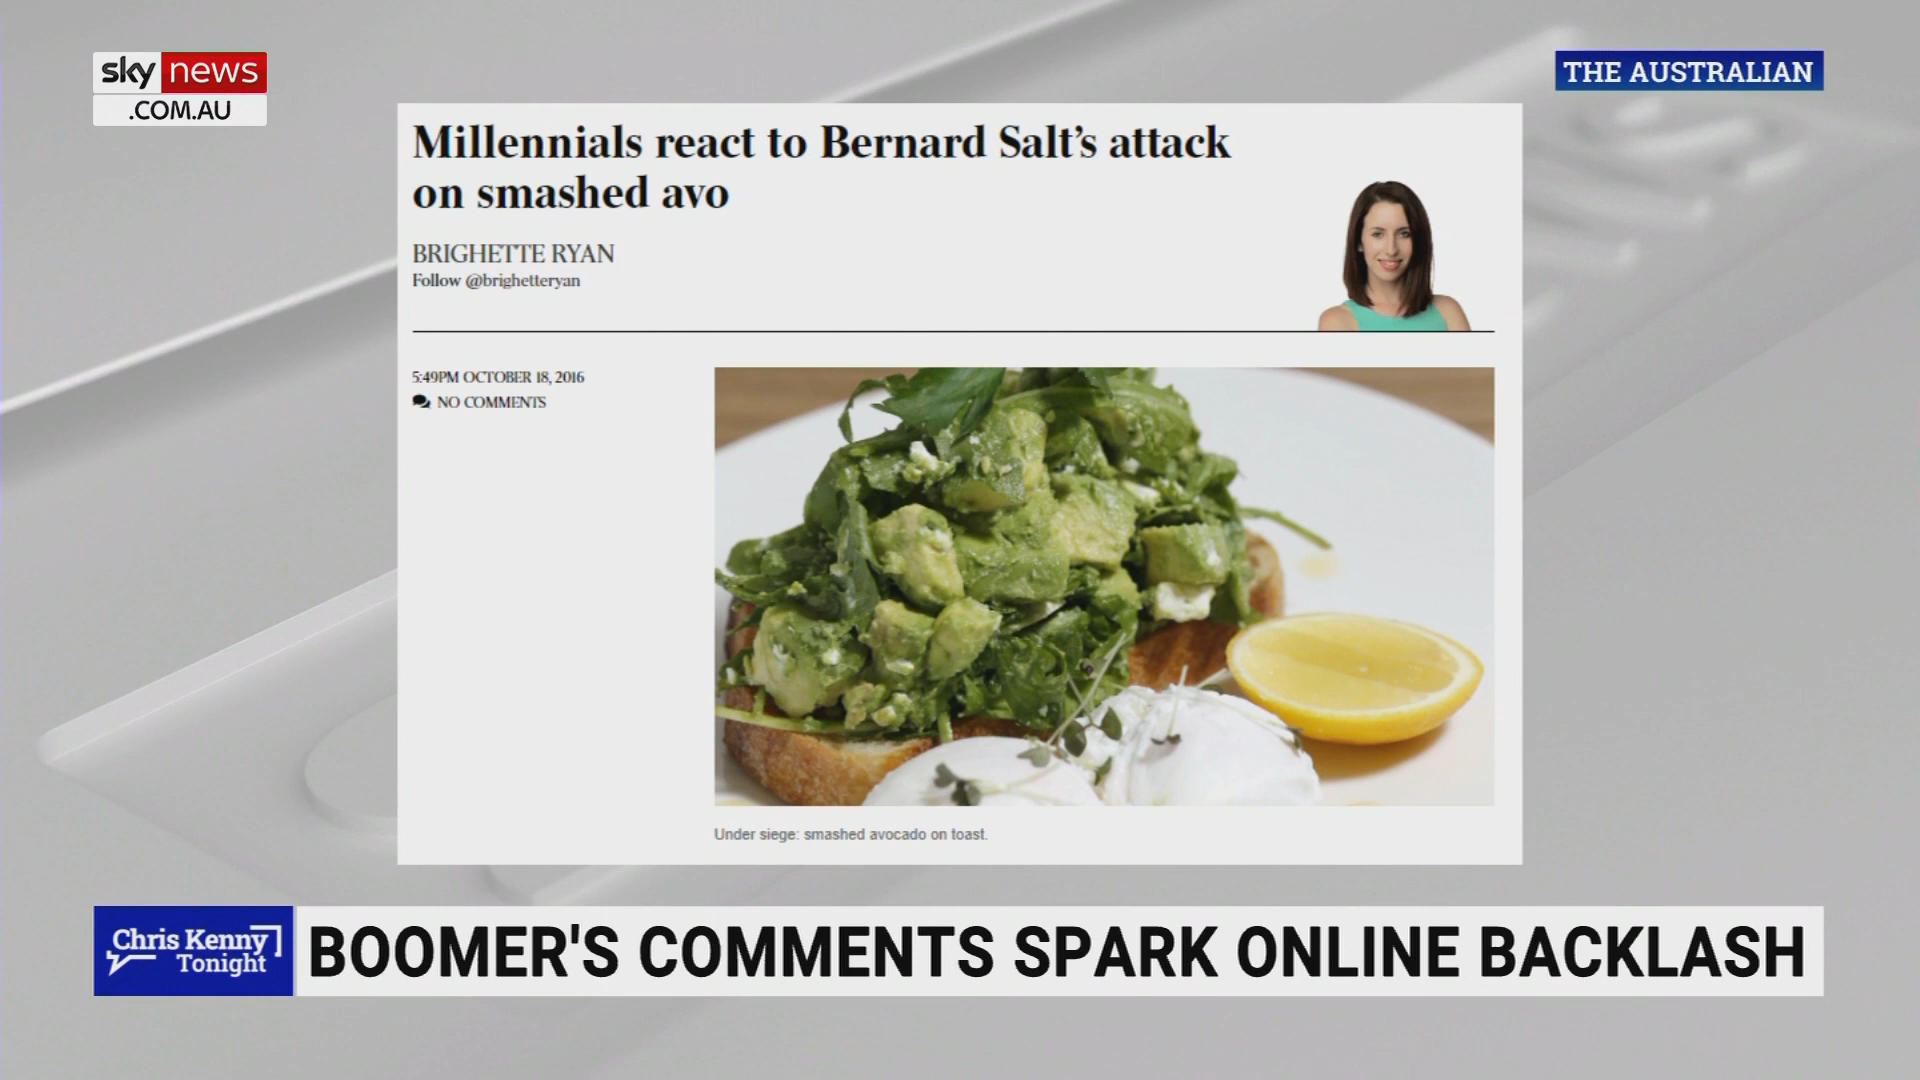 sky news
.COM.AU
THE AUSTRALIAN
Millennials react to Bernard Salt's attack
on smashed avo
BRIGHETTE RYAN
Follow @brighetteryan
5:49PM OCTOBER 18, 2016
NO COMMENTS
Under siege: smashed avocado on toast.
Chris Kenny
Tonight
BOOMER'S COMMENTS SPARK ONLINE BACKLASH